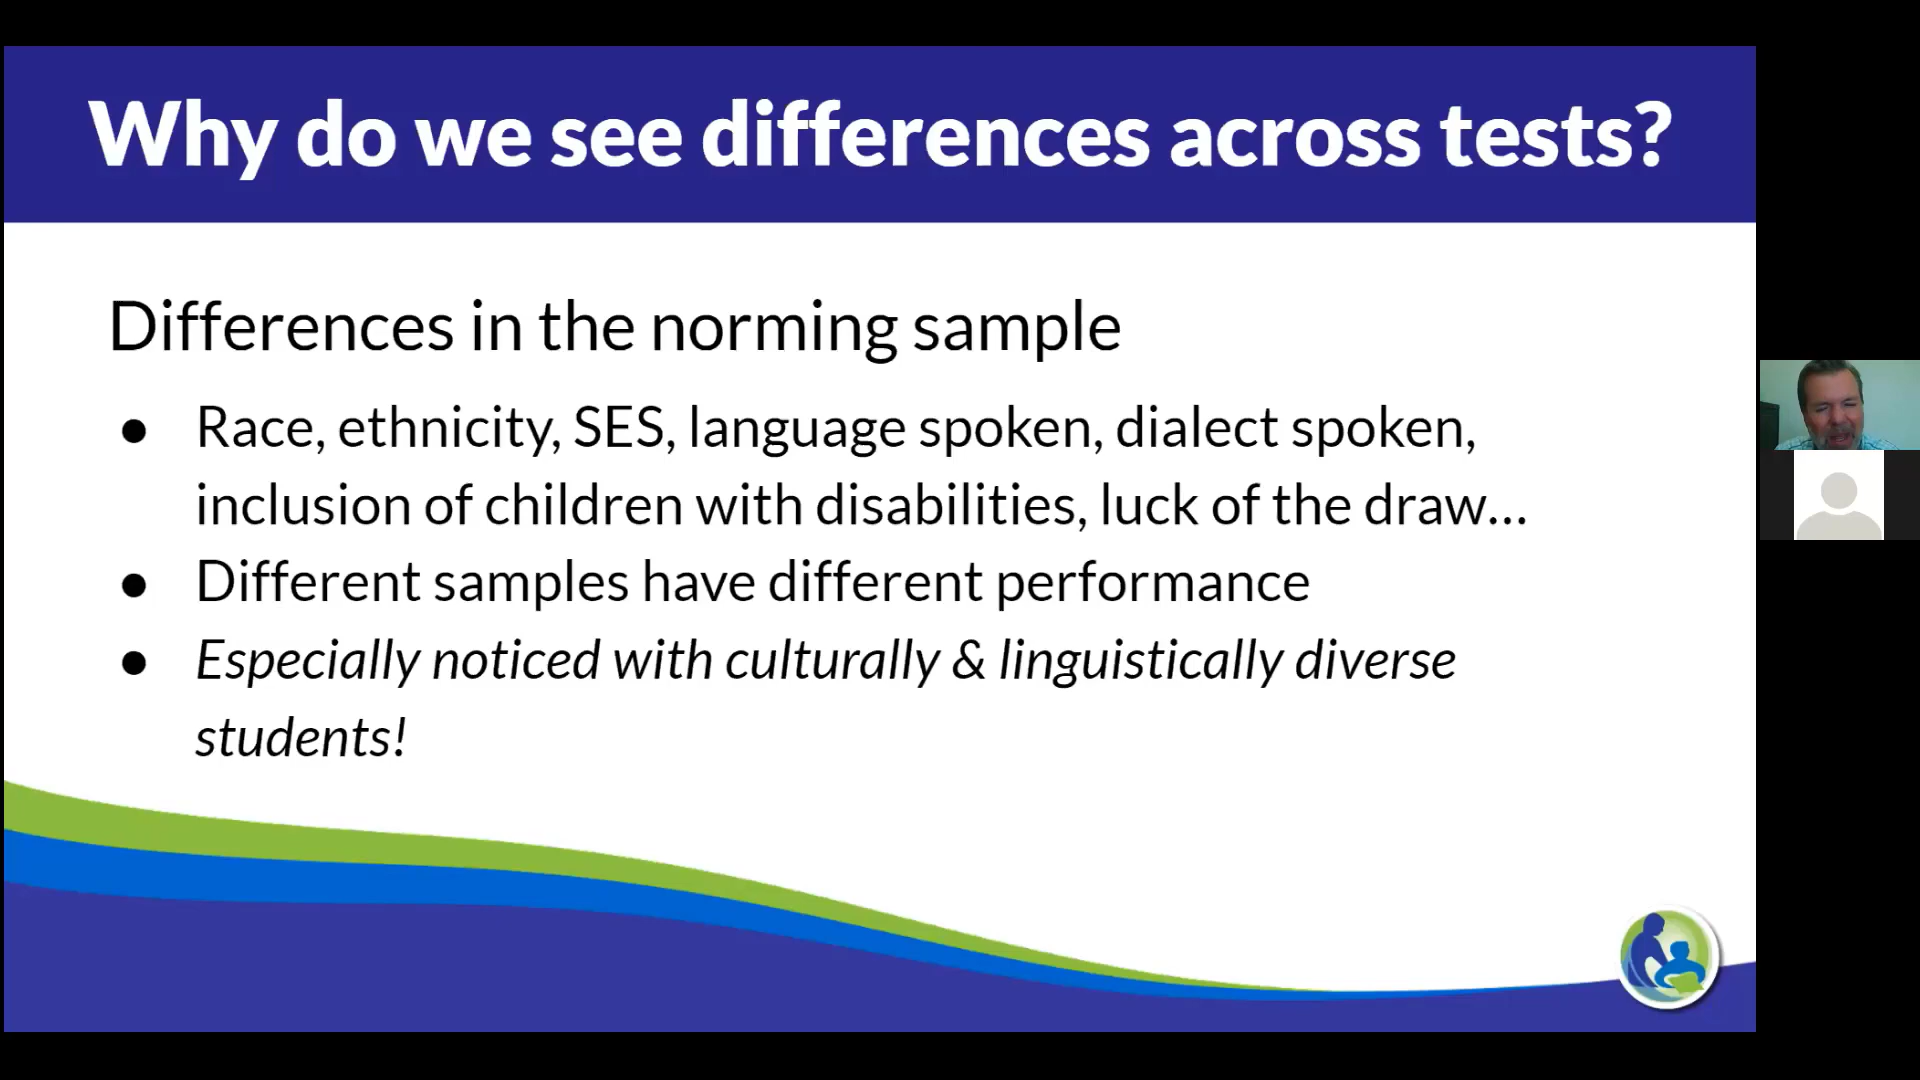 Why do we see differences across tests?
Differences in the norming sample
● Race, ethnicity, SES, language spoken, dialect spoken,
inclusion of children with disabilities, luck of the draw...
● Different samples have different performance
● Especially noticed with culturally & linguistically diverse
students!